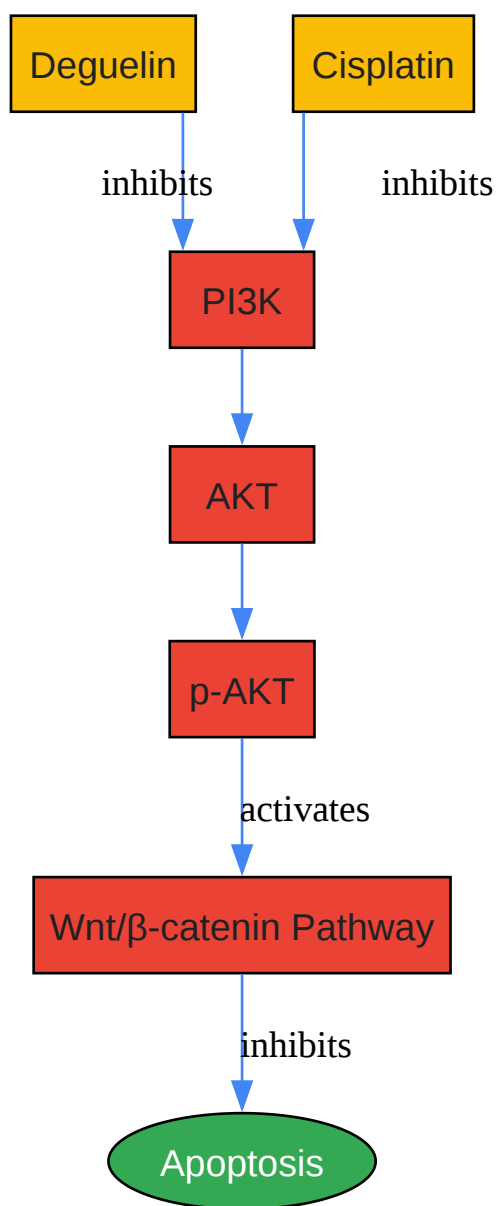 Deguelin
Cisplatin
inhibits
inhibits
PI3K
AKT
p-AKT
activates
Wnt/β-catenin Pathway
inhibits
Apoptosis